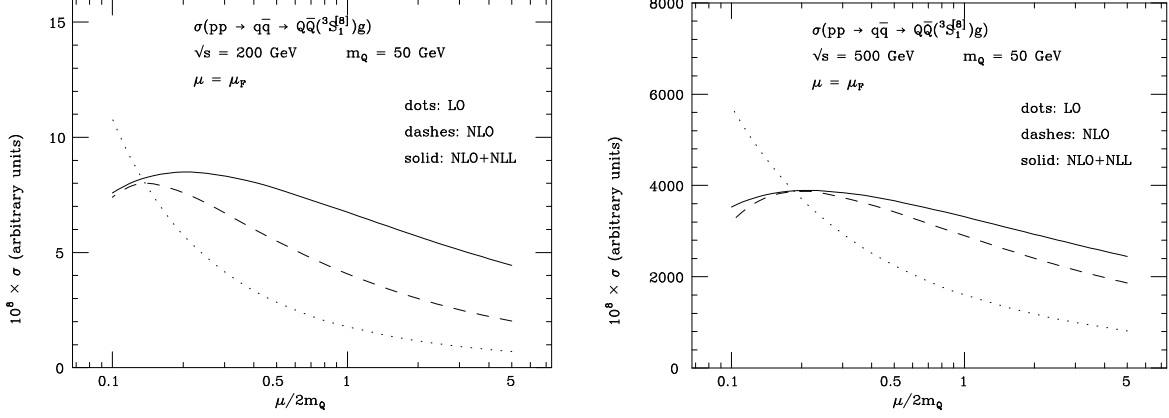 σ(pp → qq̅ → QQ̅(³S₁[8])g)
√s = 200 GeV m_Q = 50 GeV
μ = μ_F
dots: LO
dashes: NLO
solid: NLO+NLL
10⁸ × σ (arbitrary units)
15
10
5
0
0.1 0.5 1 5
μ/2m_Q
σ(pp → qq̅ → QQ̅(³S₁[8])g)
√s = 500 GeV m_Q = 50 GeV
μ = μ_F
dots: LO
dashes: NLO
solid: NLO+NLL
10⁸ × σ (arbitrary units)
8000
6000
4000
2000
0
0.1 0.5 1 5
μ/2m_Q